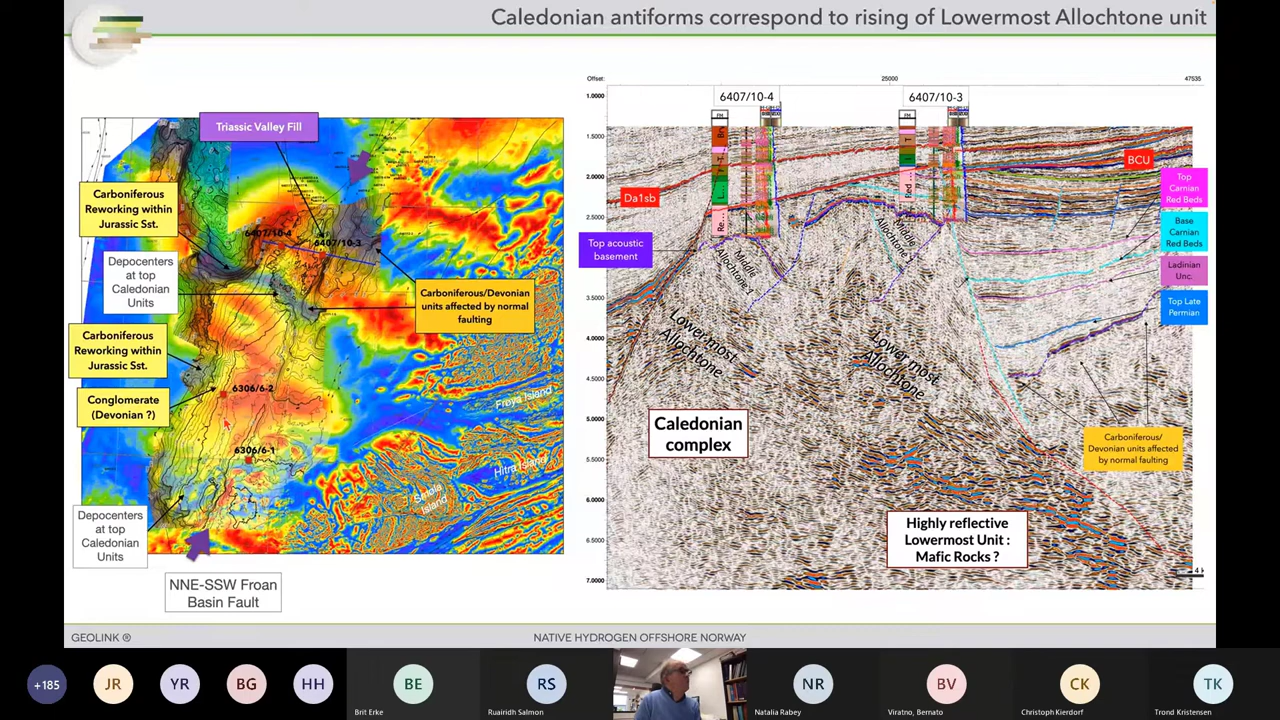 Caledonian antiforms correspond to rising of Lowermost Allochtone unit
Triassic Valley Fill
Carboniferous
Reworking within
Jurassic Sst.
6407/10-4
6407/10-3
Depocenters
at top
Caledonian
Units
Carboniferous/Devonian
units affected by normal
faulting
Carboniferous
Reworking within
Jurassic Sst.
6306/6-2
Conglomerate
(Devonian ?)
Frøya Island
6306/6-1
Hitra Island
Smøla
Island
Depocenters
at top
Caledonian
Units
NNE-SSW Froan
Basin Fault
Offset:
25000
47535
1.0000
1.5000
2.0000
2.5000
3.5000
4.0000
4.5000
5.0000
5.5000
6.0000
6.5000
7.0000
6407/10-4
6407/10-3
FM
FM
BCU
Da1sb
Top acoustic
basement
Top
Carnian
Red Beds
Base
Carnian
Red Beds
Ladinian
Unc.
Top Late
Permian
Middle
Allochtone
Middle
Allochtone
Lower.most
Allochtone.
Lower.most
Allochtone.
Caledonian
complex
Carboniferous/
Devonian units affected
by normal faulting
Highly reflective
Lowermost Unit :
Mafic Rocks ?
GEOLINK ®
NATIVE HYDROGEN OFFSHORE NORWAY
+185
JR
YR
BG
HH
BE
Brit Erke
RS
Ruairidh Salmon
NR
Natalia Rabey
BV
Viratno, Bernato
CK
Christoph Kierdorf
TK
Trond Kristensen